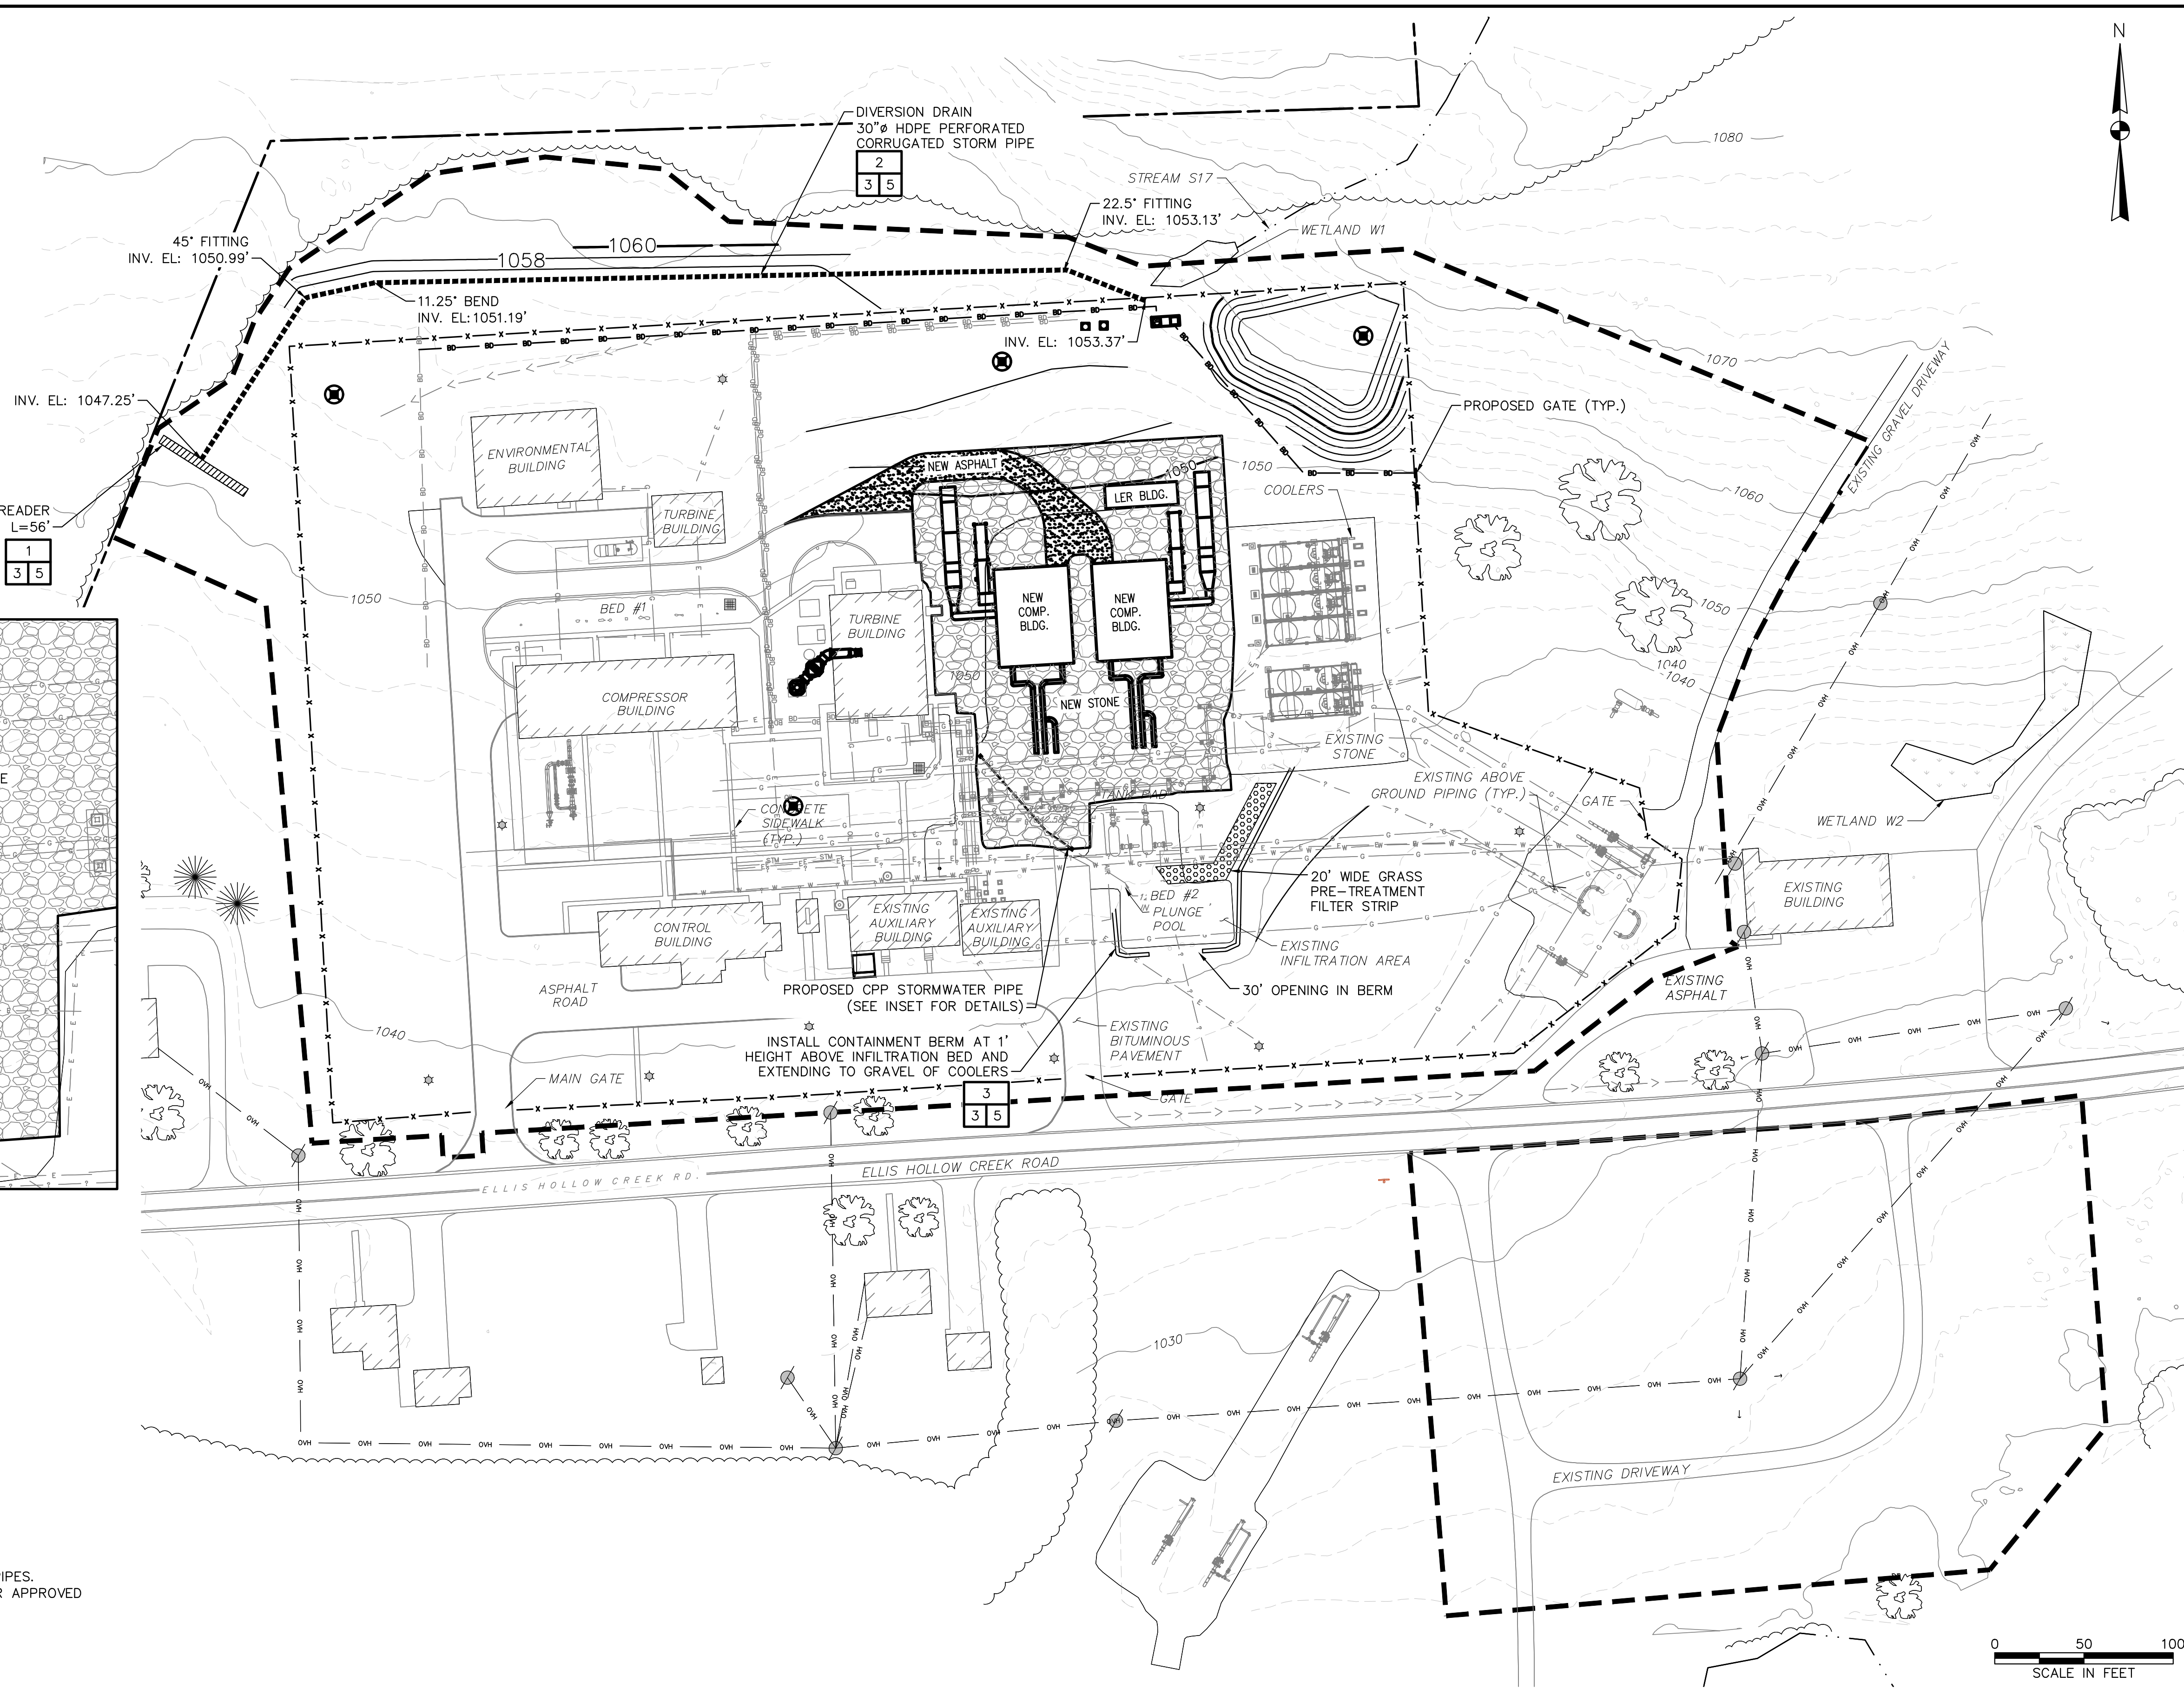 N
DIVERSION DRAIN
30"ø HDPE PERFORATED
CORRUGATED STORM PIPE
2
3 5
1080
STREAM S17
22.5° FITTING
INV. EL: 1053.13'
WETLAND W1
45° FITTING
INV. EL: 1050.99'
1060
1058
11.25° BEND
INV. EL:1051.19'
INV. EL: 1053.37'
1070
EXISTING GRAVEL DRIVEWAY
INV. EL: 1047.25'
PROPOSED GATE (TYP.)
ENVIRONMENTAL
BUILDING
NEW ASPHALT
1050
1050
1060
LER BLDG.
COOLERS
READER
L=56'
1
3 5
TURBINE
BUILDING
1050
BED #1
NEW
COMP.
BLDG.
NEW
COMP.
BLDG.
TURBINE
BUILDING
1050
1040
1040
1050
COMPRESSOR
BUILDING
NEW STONE
EXISTING
STONE
EXISTING ABOVE
GROUND PIPING (TYP.)
GATE
E
CONCRETE
SIDEWALK
(TYP.)
TANK PAD
WETLAND W2
20' WIDE GRASS
PRE-TREATMENT
FILTER STRIP
BED #2
PLUNGE
POOL
EXISTING
BUILDING
CONTROL
BUILDING
EXISTING
AUXILIARY
BUILDING
EXISTING
AUXILIARY
BUILDING
EXISTING
INFILTRATION AREA
ASPHALT
ROAD
PROPOSED CPP STORMWATER PIPE
(SEE INSET FOR DETAILS)
30' OPENING IN BERM
EXISTING
ASPHALT
1040
INSTALL CONTAINMENT BERM AT 1'
HEIGHT ABOVE INFILTRATION BED AND
EXTENDING TO GRAVEL OF COOLERS
EXISTING
BITUMINOUS
PAVEMENT
MAIN GATE
3
3 5
GATE
ELLIS HOLLOW CREEK RD.
ELLIS HOLLOW CREEK ROAD
1030
EXISTING DRIVEWAY
IPES.
R APPROVED
0 50 100
SCALE IN FEET